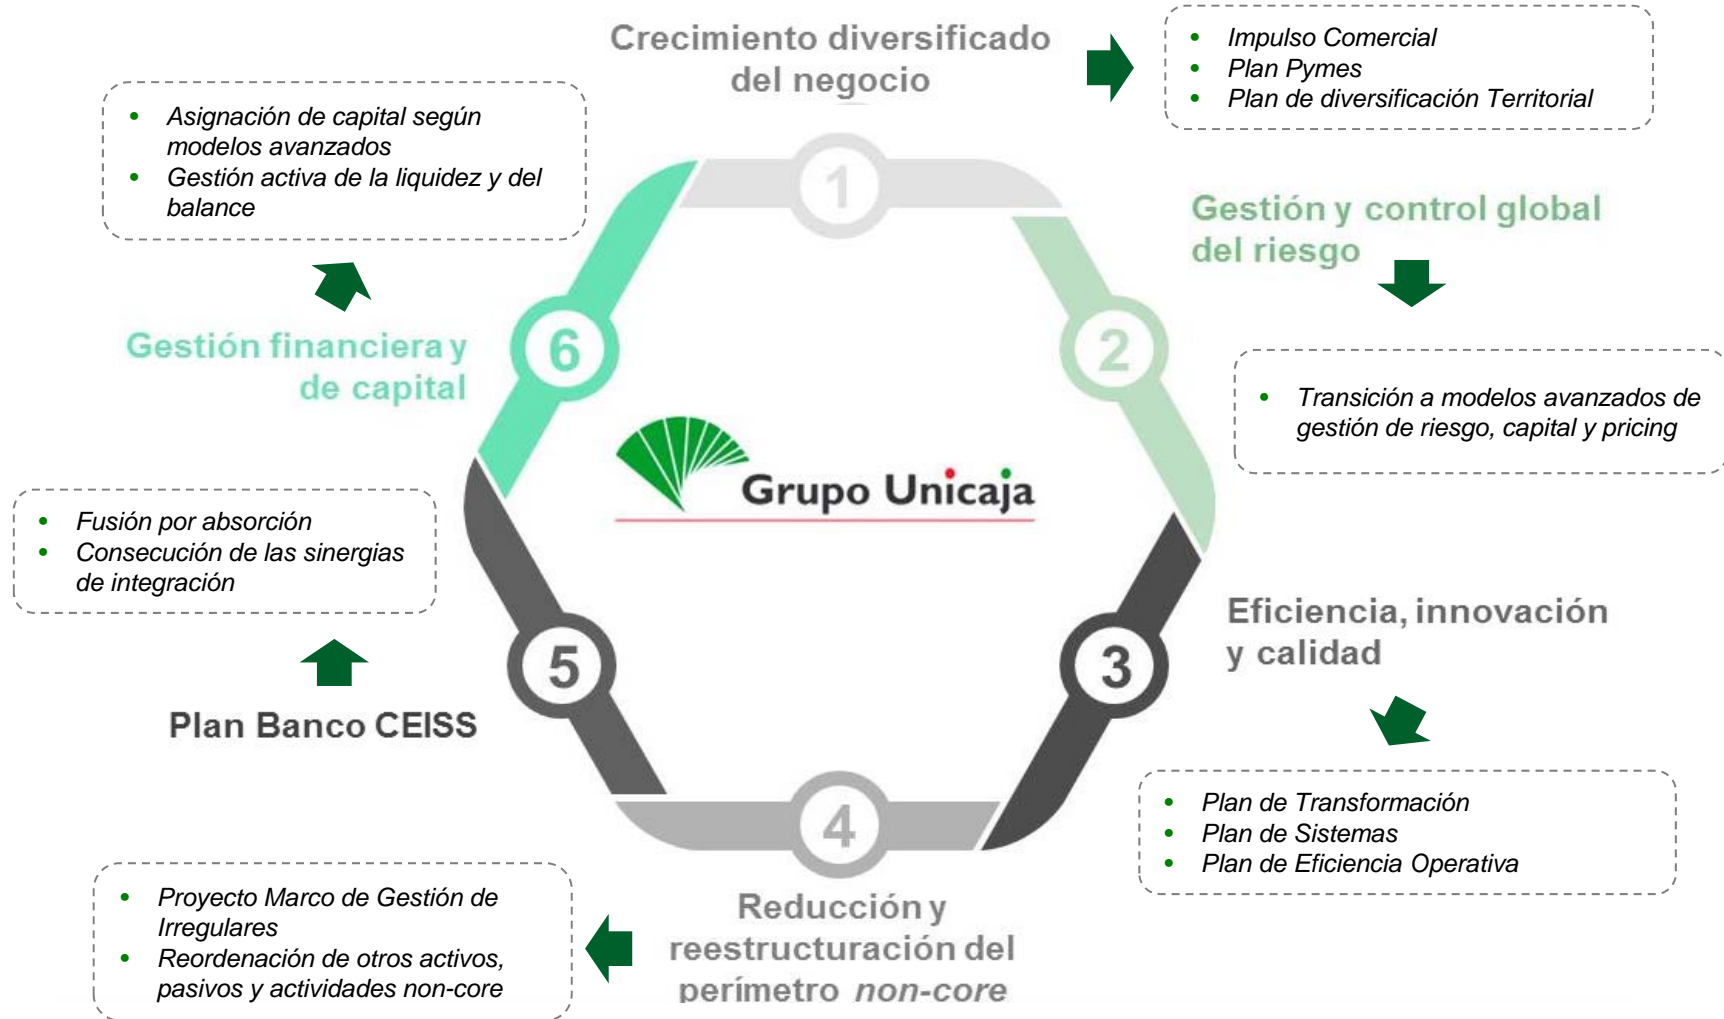 Crecimiento diversificado
del negocio
• Impulso Comercial
• Plan Pymes
• Plan de diversificación Territorial
1
Gestión y control global
del riesgo
• Transición a modelos avanzados de
gestión de riesgo, capital y pricing
2
Eficiencia, innovación
y calidad
• Plan de Transformación
• Plan de Sistemas
• Plan de Eficiencia Operativa
3
Reducción y
reestructuración del
perímetro non-core
• Proyecto Marco de Gestión de
Irregulares
• Reordenación de otros activos,
pasivos y actividades non-core
4
Plan Banco CEISS
• Fusión por absorción
• Consecución de las sinergias
de integración
5
Gestión financiera y
de capital
• Asignación de capital según
modelos avanzados
• Gestión activa de la liquidez y del
balance
6
Grupo Unicaja